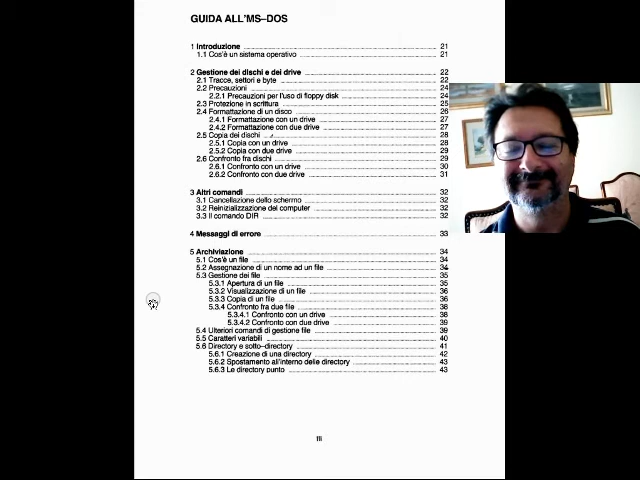 GUIDA ALL'MS-DOS
1 Introduzione 21
1.1 Cos'è un sistema operativo 21
2 Gestione dei dischi e dei drive 22
2.1 Tracce, settori e byte 22
2.2 Precauzioni 24
2.2.1 Precauzioni per l'uso di floppy disk 24
2.3 Protezione in scrittura 25
2.4 Formattazione di un disco 26
2.4.1 Formattazione con un drive 27
2.4.2 Formattazione con due drive 27
2.5 Copia dei dischi 28
2.5.1 Copia con un drive 28
2.5.2 Copia con due drive 29
2.6 Confronto fra dischi 29
2.6.1 Confronto con un drive 30
2.6.2 Confronto con due drive 31
3 Altri comandi 32
3.1 Cancellazione dello schermo 32
3.2 Reinizializzazione del computer 32
3.3 Il comando DIR 32
4 Messaggi di errore 33
5 Archiviazione 34
5.1 Cos'è un file 34
5.2 Assegnazione di un nome ad un file 34
5.3 Gestione dei file 35
5.3.1 Apertura di un file 35
5.3.2 Visualizzazione di un file 36
5.3.3 Copia di un file 36
5.3.4 Confronto fra due file 38
5.3.4.1 Confronto con un drive 38
5.3.4.2 Confronto con due drive 39
5.4 Ulteriori comandi di gestione file 39
5.5 Caratteri variabili 40
5.6 Directory e sotto-directory 41
5.6.1 Creazione di una directory 42
5.6.2 Spostamento all'interno delle directory 43
5.6.3 Le directory punto 43
III